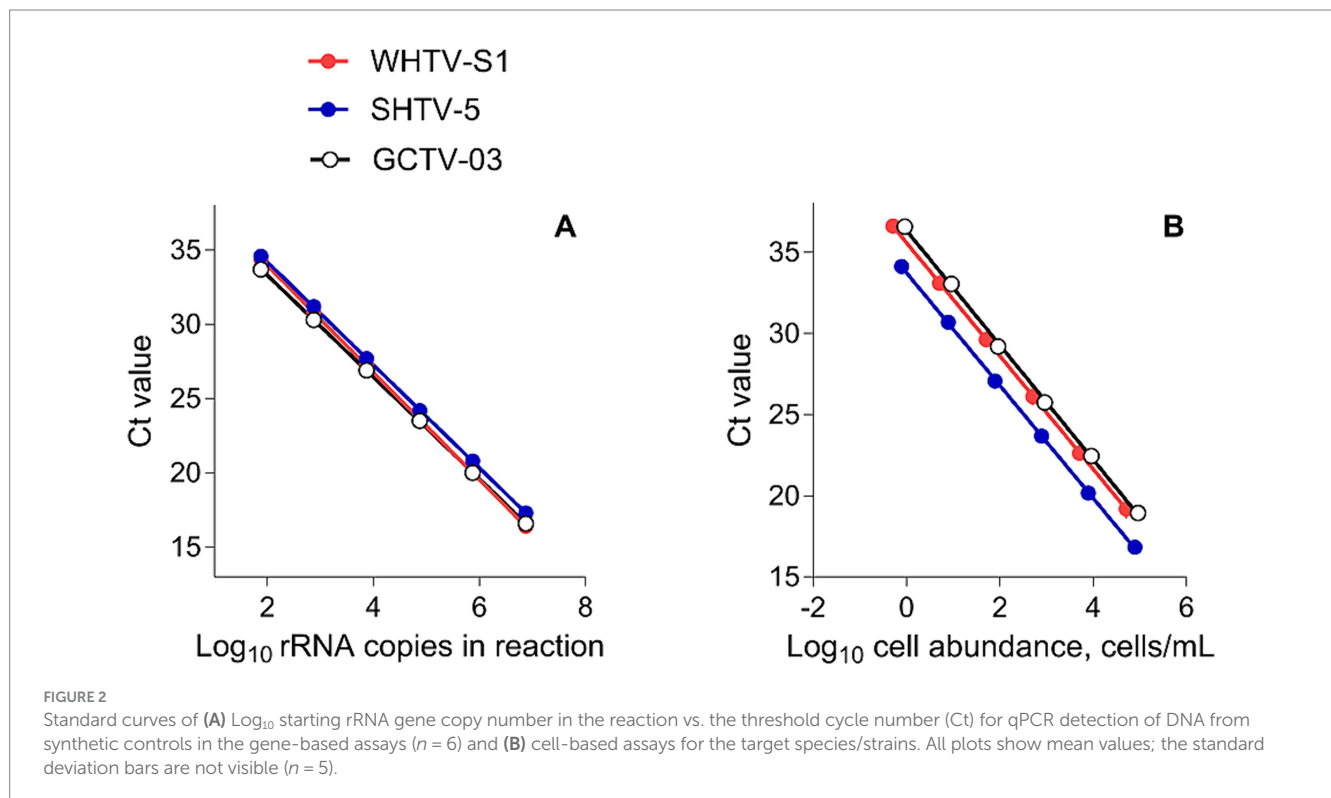 WHTV-S1
SHTV-5
GCTV-03
A
35
30
25
20
15
Ct value
2 4 6 8
Log₁₀ rRNA copies in reaction
B
35
30
25
20
15
Ct value
-2 0 2 4 6
Log₁₀ cell abundance, cells/mL
FIGURE 2
Standard curves of (A) Log₁₀ starting rRNA gene copy number in the reaction vs. the threshold cycle number (Ct) for qPCR detection of DNA from
synthetic controls in the gene-based assays (n = 6) and (B) cell-based assays for the target species/strains. All plots show mean values; the standard
deviation bars are not visible (n = 5).